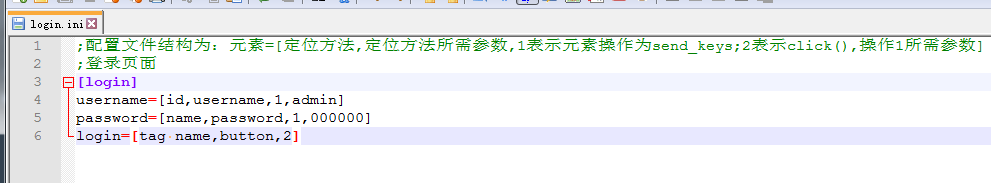 login.ini
1 ;配置文件结构为：元素=[定位方法,定位方法所需参数,1表示元素操作为send_keys;2表示click(),操作1所需参数]
2 ;登录页面
3 [login]
4 username=[id,username,1,admin]
5 password=[name,password,1,000000]
6 login=[tag name,button,2]